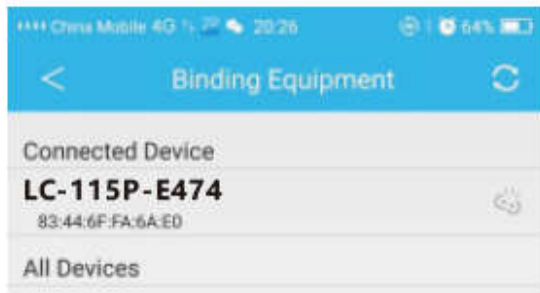 China Mobile 4G 20:26 64%
< Binding Equipment
Connected Device
LC-115P-E474
83:44:6F:FA:6A:E0
All Devices